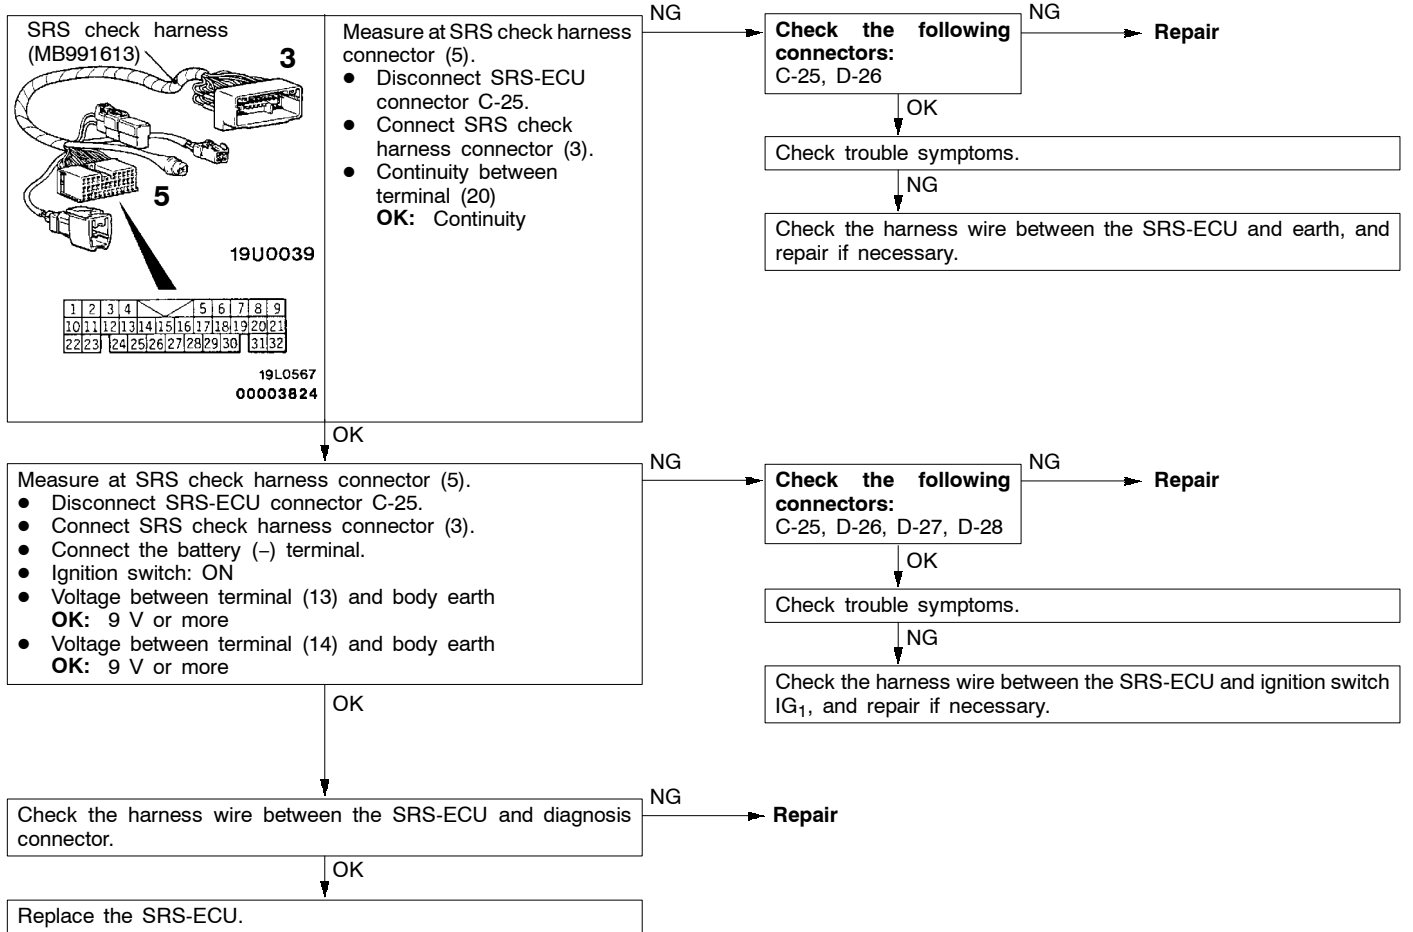 SRS check harness
(MB991613)
3
5
19U0039
1 2 3 4 5 6 7 8 9
10 11 12 13 14 15 16 17 18 19 20 21
22 23 24 25 26 27 28 29 30 31 32
19L0567
00003824
Measure at SRS check harness
connector (5).
● Disconnect SRS-ECU
connector C-25.
● Connect SRS check
harness connector (3).
● Continuity between
terminal (20)
OK: Continuity
NG
Check the following
connectors:
C-25, D-26
NG
Repair
OK
Check trouble symptoms.
NG
Check the harness wire between the SRS-ECU and earth, and
repair if necessary.
OK
Measure at SRS check harness connector (5).
● Disconnect SRS-ECU connector C-25.
● Connect SRS check harness connector (3).
● Connect the battery (–) terminal.
● Ignition switch: ON
● Voltage between terminal (13) and body earth
OK: 9 V or more
● Voltage between terminal (14) and body earth
OK: 9 V or more
NG
Check the following
connectors:
C-25, D-26, D-27, D-28
NG
Repair
OK
Check trouble symptoms.
NG
Check the harness wire between the SRS-ECU and ignition switch
IG1, and repair if necessary.
OK
Check the harness wire between the SRS-ECU and diagnosis
connector.
NG
Repair
OK
Replace the SRS-ECU.